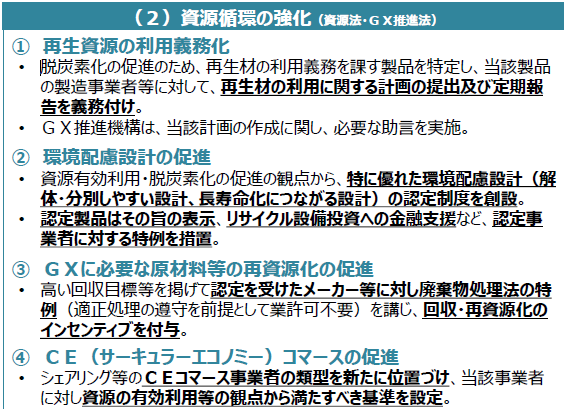 （２）資源循環の強化（資源法・ＧＸ推進法）
① 再生資源の利用義務化
• 脱炭素化の促進のため、再生材の利用義務を課す製品を特定し、当該製品
の製造事業者等に対して、再生材の利用に関する計画の提出及び定期報
告を義務付け。
• ＧＸ推進機構は、当該計画の作成に関し、必要な助言を実施。
② 環境配慮設計の促進
• 資源有効利用・脱炭素化の促進の観点から、特に優れた環境配慮設計（解
体・分別しやすい設計、長寿命化につながる設計）の認定制度を創設。
• 認定製品はその旨の表示、リサイクル設備投資への金融支援など、認定事
業者に対する特例を措置。
③ ＧＸに必要な原材料等の再資源化の促進
• 高い回収目標等を掲げて認定を受けたメーカー等に対し廃棄物処理法の特
例（適正処理の遵守を前提として業許可不要）を講じ、回収・再資源化の
インセンティブを付与。
④ ＣＥ（サーキュラーエコノミー）コマースの促進
• シェアリング等のＣＥコマース事業者の類型を新たに位置づけ、当該事業者
に対し資源の有効利用等の観点から満たすべき基準を設定。